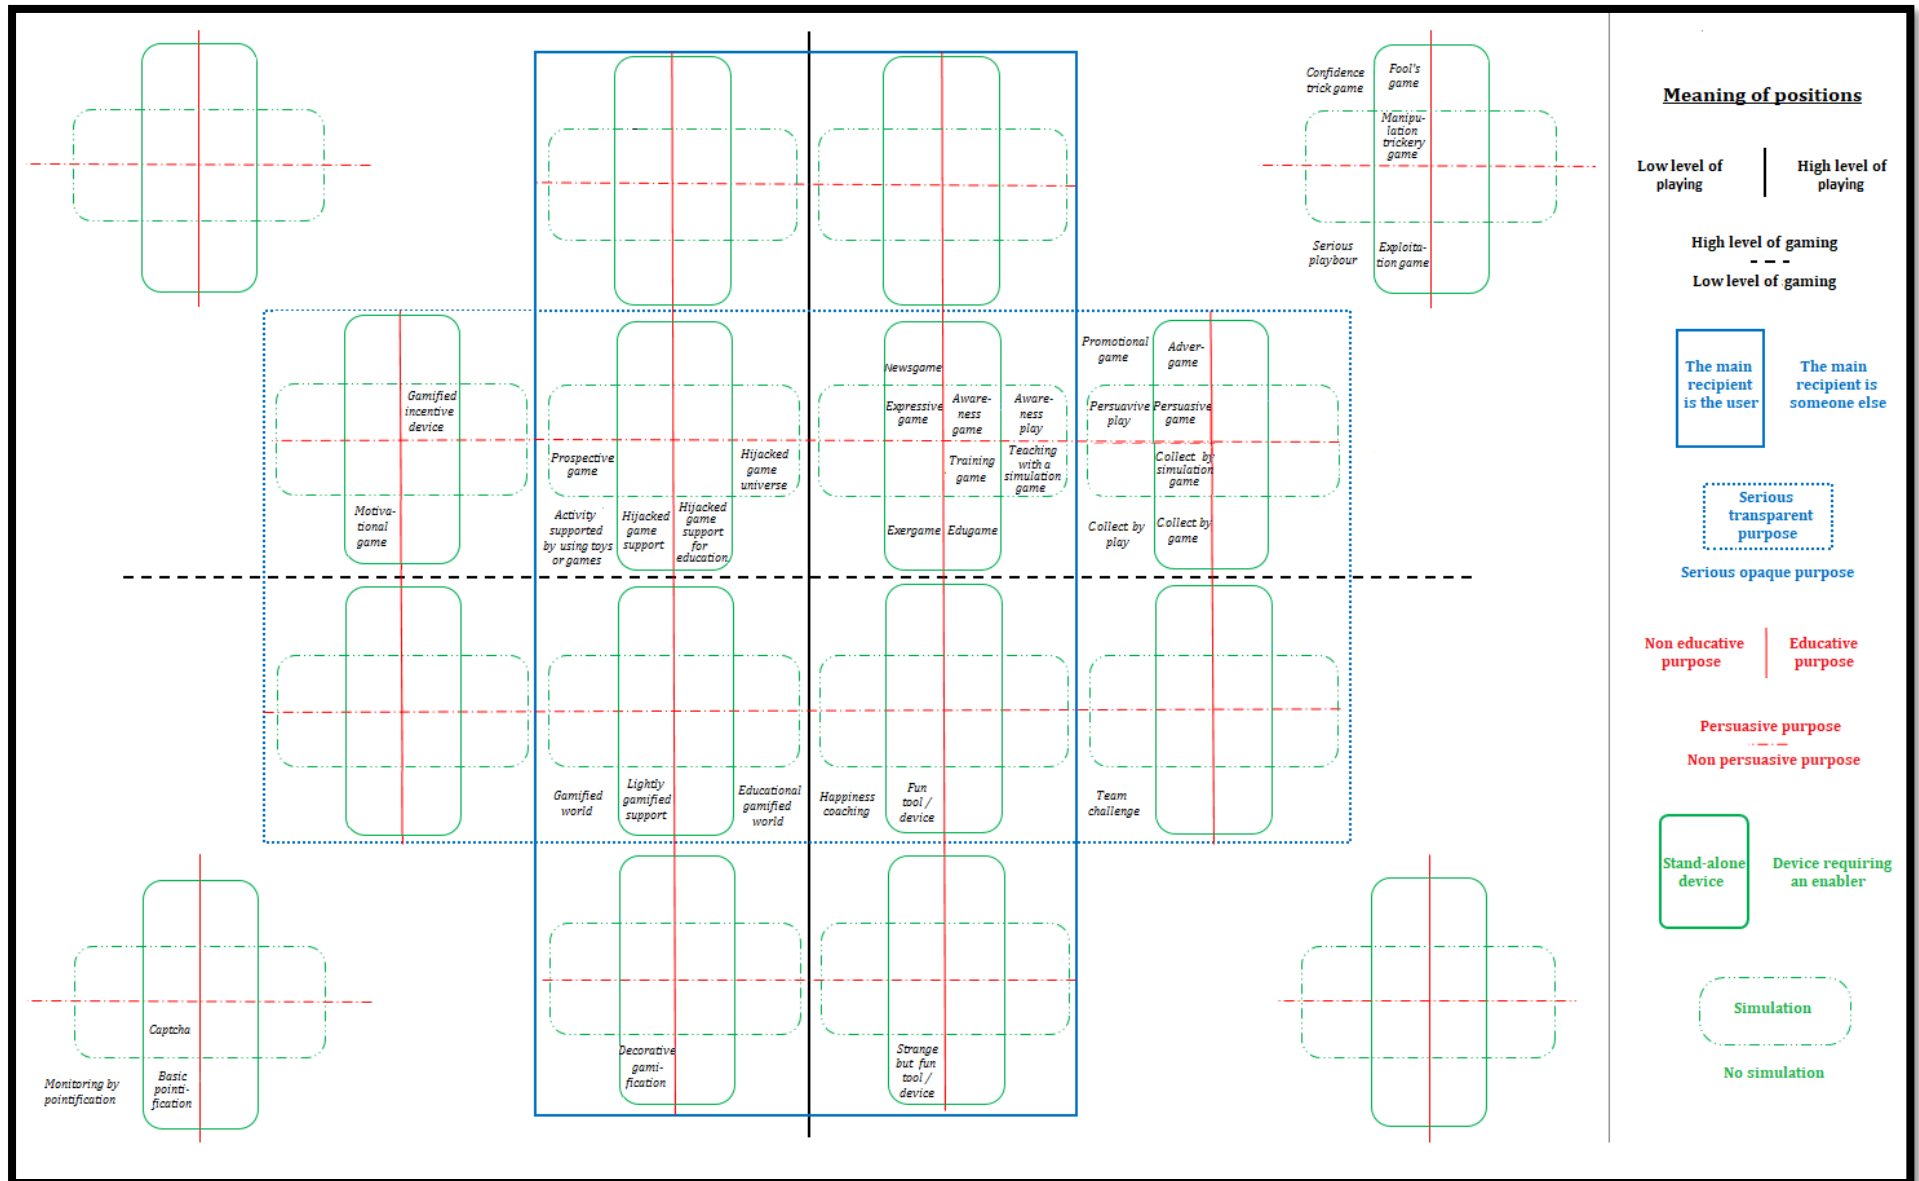 Confidence
trick game
Fool's
game
Manipu-
lation
trickery
game
Serious
playbour
Exploita-
tion game
Gamified
incentive
device
Motiva-
tional
game
Prospective
game
Hijacked
game
universe
Activity
supported
by using toys
or games
Hijacked
game
support
Hijacked
game
support
for
education
Newsgame
Expressive
game
Aware-
ness
game
Aware-
ness
play
Training
game
Teaching
with a
simulation
game
Exergame
Edugame
Promotional
game
Adver-
game
Persuavive
play
Persuasive
game
Collect by
simulation
game
Collect by
play
Collect by
game
Gamified
world
Lightly
gamified
support
Educational
gamified
world
Happiness
coaching
Fun
tool /
device
Team
challenge
Captcha
Monitoring by
pointification
Basic
pointi-
fication
Decorative
gami-
fication
Strange
but fun
tool /
device
Meaning of positions
Low level of
playing
High level of
playing
High level of gaming
Low level of gaming
The main
recipient
is the user
The main
recipient is
someone else
Serious
transparent
purpose
Serious opaque purpose
Non educative
purpose
Educative
purpose
Persuasive purpose
Non persuasive purpose
Stand-alone
device
Device requiring
an enabler
Simulation
No simulation